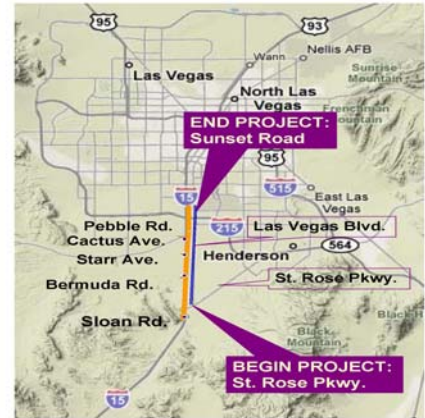 95
93
Wann
Nellis AFB
Las Vegas
Sunrise
Mountain
North Las
Vegas
Frenchman
Mountain
END PROJECT:
Sunset Road
95
15
515
East Las
Vegas
Pebble Rd.
215
Las Vegas Blvd.
Cactus Ave.
564
Starr Ave.
Henderson
Bermuda Rd.
St. Rose Pkwy.
Sloan Rd.
Black
Mountain
Black H
BEGIN PROJECT:
St. Rose Pkwy.
15